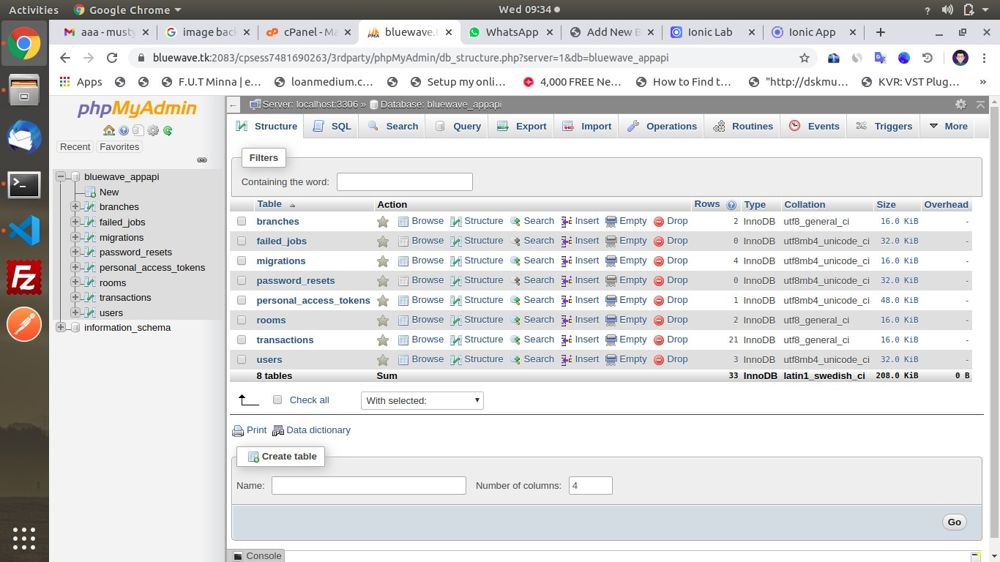 Activities Google Chrome Wed 09:34 ?
aaa - musty image bac cPanel - Ma bluewave.t WhatsApp Add New B Ionic Lab Ionic App
bluewave.tk:2083/cpsess7481690263/3rdparty/phpMyAdmin/db_structure.php?server=1&db=bluewave_appapi
Apps F.U.T Minna | e... loanmedium.c... Setup my onli... 4,000 FREE Ne... How to Find t... "http://dskmu... KVR: VST Plug... »
phpMyAdmin
Recent Favorites
bluewave_appapi
New
branches
failed_jobs
migrations
password_resets
personal_access_tokens
rooms
transactions
users
information_schema
Server: localhost:3306 » Database: bluewave_appapi
Structure SQL Search Query Export Import Operations Routines Events Triggers More
Filters
Containing the word:
Table Action Rows Type Collation Size Overhead
branches Browse Structure Search Insert Empty Drop 2 InnoDB utf8_general_ci 16.0 KiB -
failed_jobs Browse Structure Search Insert Empty Drop 0 InnoDB utf8mb4_unicode_ci 32.0 KiB -
migrations Browse Structure Search Insert Empty Drop 4 InnoDB utf8mb4_unicode_ci 16.0 KiB -
password_resets Browse Structure Search Insert Empty Drop 0 InnoDB utf8mb4_unicode_ci 32.0 KiB -
personal_access_tokens Browse Structure Search Insert Empty Drop 1 InnoDB utf8mb4_unicode_ci 48.0 KiB -
rooms Browse Structure Search Insert Empty Drop 2 InnoDB utf8_general_ci 16.0 KiB -
transactions Browse Structure Search Insert Empty Drop 21 InnoDB utf8_general_ci 16.0 KiB -
users Browse Structure Search Insert Empty Drop 3 InnoDB utf8mb4_unicode_ci 32.0 KiB -
8 tables Sum 33 InnoDB latin1_swedish_ci 208.0 KiB 0 B
Check all With selected:
Print Data dictionary
Create table
Name: Number of columns: 4
Go
Console